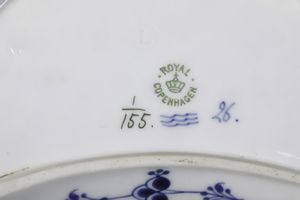 ROYAL
COPENHAGEN
1/155. 26.